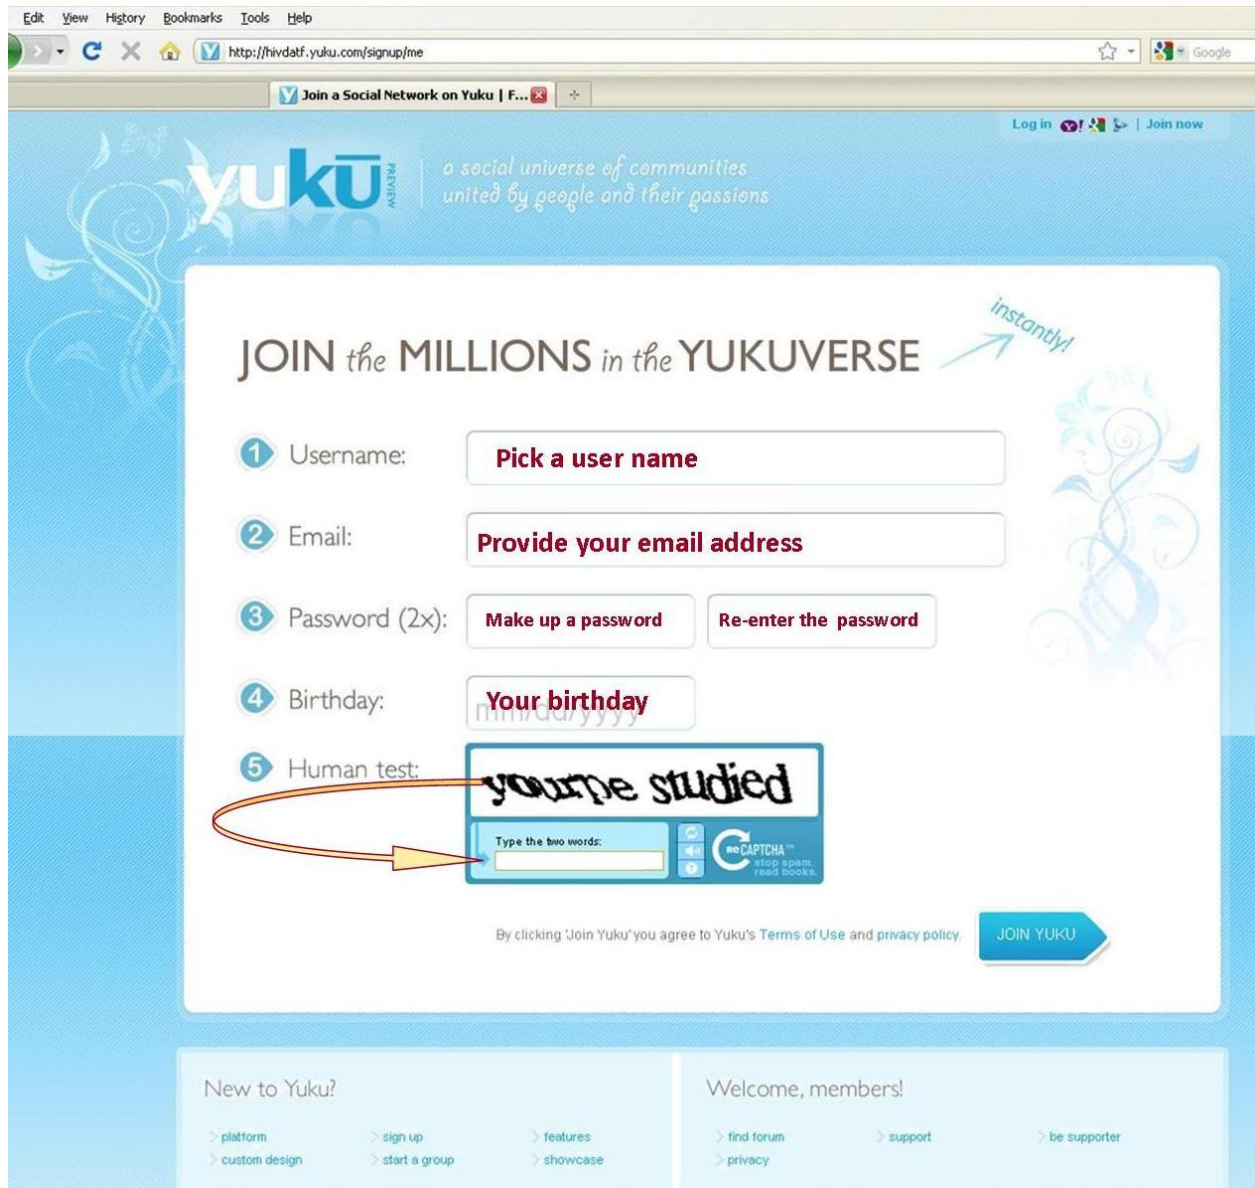 Edit View History Bookmarks Tools Help
http://hivdatf.yuku.com/signup/me
Google
Join a Social Network on Yuku | F...
Log in | Join now
yukū PREVIEW
a social universe of communities
united by people and their passions
instantly!
JOIN the MILLIONS in the YUKUVERSE
1 Username: Pick a user name
2 Email: Provide your email address
3 Password (2x): Make up a password Re-enter the password
4 Birthday: Your birthday
mm/dd/yyyy
5 Human test:
studied
Type the two words:
reCAPTCHA™
stop spam.
read books.
By clicking 'Join Yuku' you agree to Yuku's Terms of Use and privacy policy.
JOIN YUKU
New to Yuku?
platform sign up features
custom design start a group showcase
Welcome, members!
find forum support be supporter
privacy